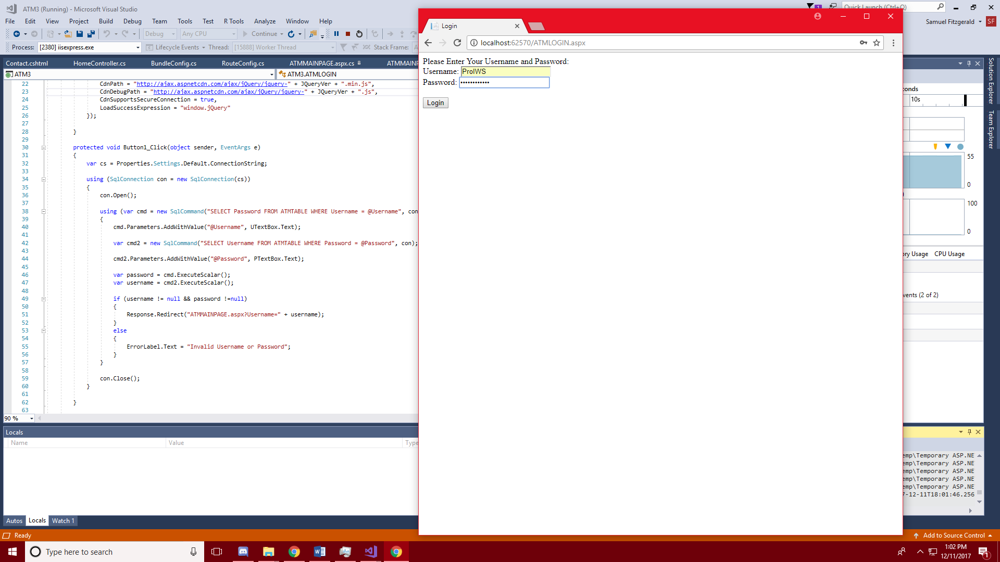 ATM3 (Running) - Microsoft Visual Studio
Quick Launch (Ctrl+Q)
File Edit View Project Build Debug Team Tools Test R Tools Analyze Window Help
Samuel Fitzgerald SF
Debug Any CPU Continue
Process: [2380] iisexpress.exe Lifecycle Events Thread: [15888] Worker Thread Stack Frame:
Contact.cshtml HomeController.cs BundleConfig.cs RouteConfig.cs ATMMAINPAGE.aspx.cs ATMMAINP
ATM3 ATM3.ATMLOGIN
22 CdnPath = "http://ajax.aspnetcdn.com/ajax/jQuery/jquery-" + JQueryVer + ".min.js",
23 CdnDebugPath = "http://ajax.aspnetcdn.com/ajax/jQuery/jquery-" + JQueryVer + ".js",
24 CdnSupportsSecureConnection = true,
25 LoadSuccessExpression = "window.jQuery"
26 });
27
28 }
29
30 protected void Button1_Click(object sender, EventArgs e)
31 {
32 var cs = Properties.Settings.Default.ConnectionString;
33
34 using (SqlConnection con = new SqlConnection(cs))
35 {
36 con.Open();
37
38 using (var cmd = new SqlCommand("SELECT Password FROM ATMTABLE WHERE Username = @Username", con
39 {
40 cmd.Parameters.AddWithValue("@Username", UTextBox.Text);
41
42 var cmd2 = new SqlCommand("SELECT Username FROM ATMTABLE WHERE Password = @Password", con);
43
44 cmd2.Parameters.AddWithValue("@Password", PTextBox.Text);
45
46 var password = cmd.ExecuteScalar();
47 var username = cmd2.ExecuteScalar();
48
49 if (username != null && password !=null)
50 {
51 Response.Redirect("ATMMAINPAGE.aspx?Username=" + username);
52 }
53 else
54 {
55 ErrorLabel.Text = "Invalid Username or Password";
56 }
57 }
58
59 con.Close();
60 }
61
62 }
63
90 %
Locals
Name Value Type
Autos Locals Watch 1
Ready
Login
localhost:62570/ATMLOGIN.aspx
Please Enter Your Username and Password:
Username: ProIWS
Password: ••••••••••••
Login
conds
10s
55
0
100
0
ory Usage CPU Usage
vents (2 of 2)
Solution Explorer
Team Explorer
emp\Temporary ASP.NE
emp\Temporary ASP.NE
emp\Temporary ASP.NE
emp\Temporary ASP.NE
emp\Temporary ASP.NE
7-12-11T18:01:46.256
Add to Source Control
Type here to search
1:02 PM
12/11/2017
1